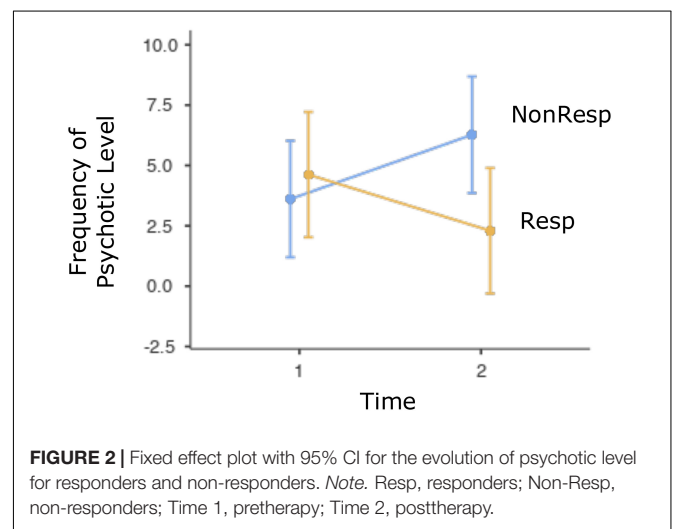 10.0
7.5
5.0
2.5
0.0
-2.5
Frequency of
Psychotic Level
NonResp
Resp
1
2
Time
FIGURE 2 | Fixed effect plot with 95% CI for the evolution of psychotic level
for responders and non-responders. Note. Resp, responders; Non-Resp,
non-responders; Time 1, pretherapy; Time 2, posttherapy.